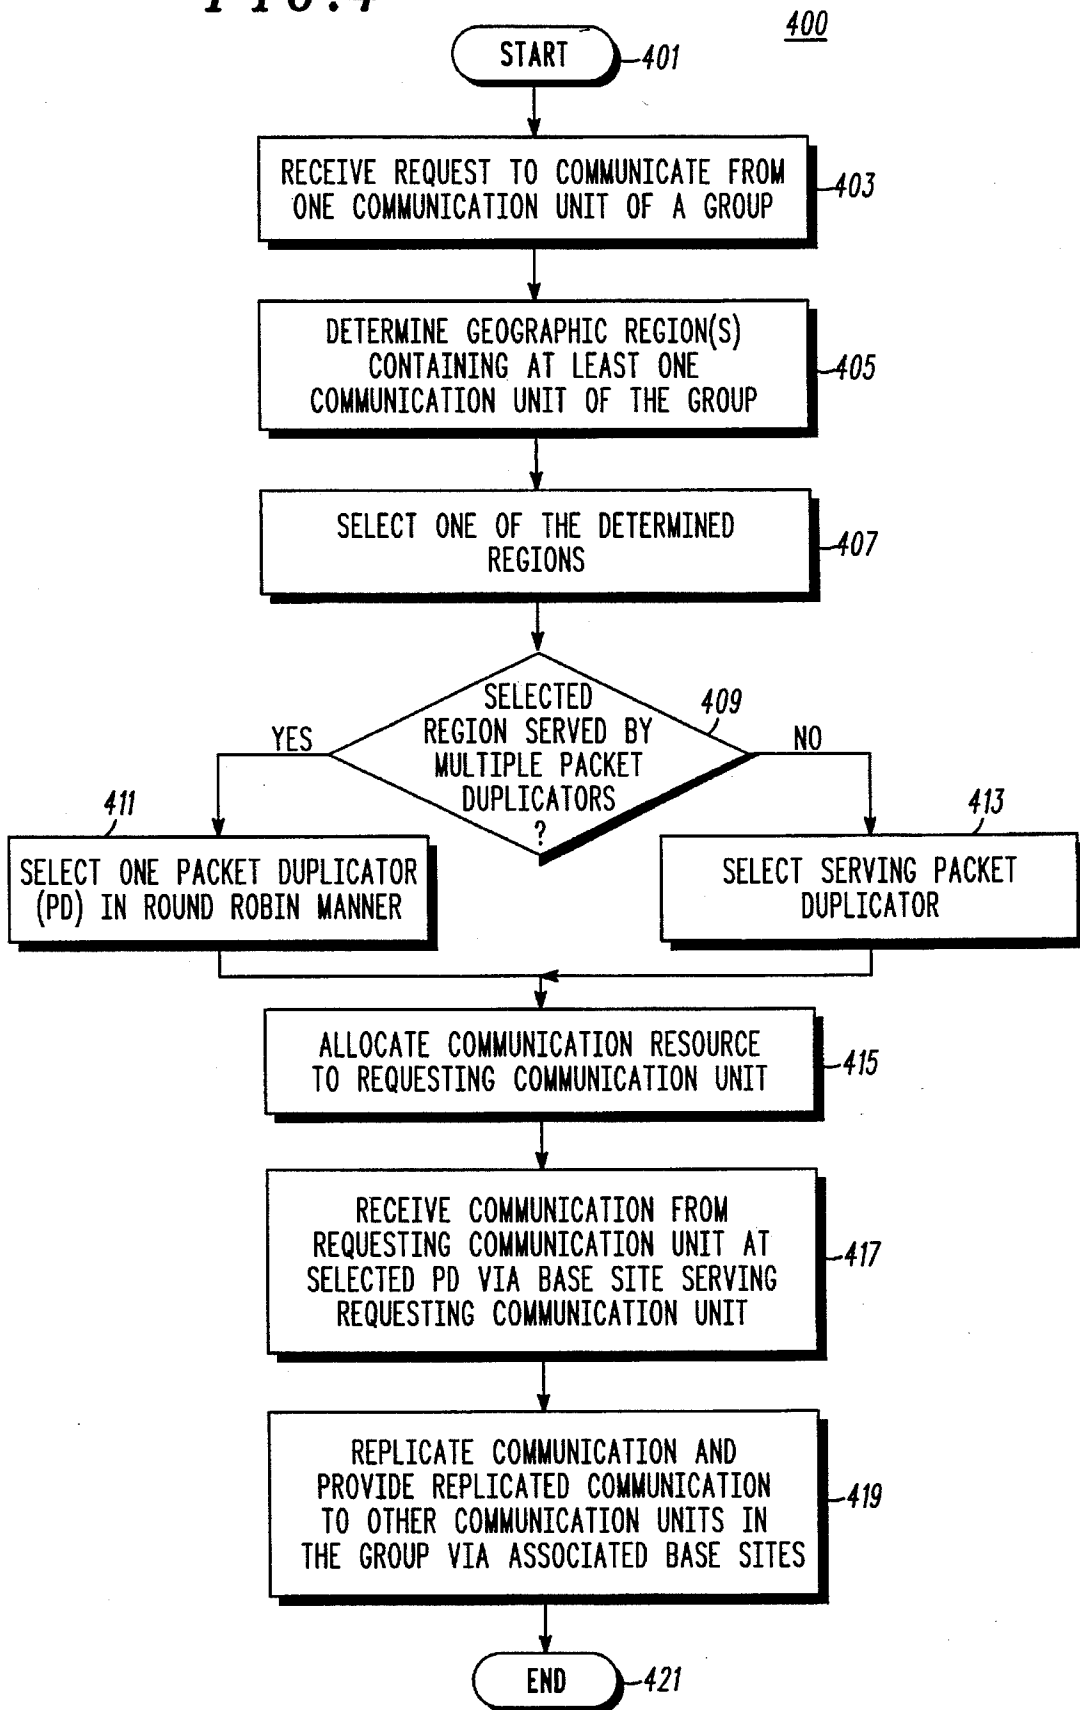 FIG.4
400
START
401
RECEIVE REQUEST TO COMMUNICATE FROM
ONE COMMUNICATION UNIT OF A GROUP
403
DETERMINE GEOGRAPHIC REGION(S)
CONTAINING AT LEAST ONE
COMMUNICATION UNIT OF THE GROUP
405
SELECT ONE OF THE DETERMINED
REGIONS
407
SELECTED
REGION SERVED BY
MULTIPLE PACKET
DUPLICATORS
?
409
YES
NO
411
SELECT ONE PACKET DUPLICATOR
(PD) IN ROUND ROBIN MANNER
413
SELECT SERVING PACKET
DUPLICATOR
ALLOCATE COMMUNICATION RESOURCE
TO REQUESTING COMMUNICATION UNIT
415
RECEIVE COMMUNICATION FROM
REQUESTING COMMUNICATION UNIT AT
SELECTED PD VIA BASE SITE SERVING
REQUESTING COMMUNICATION UNIT
417
REPLICATE COMMUNICATION AND
PROVIDE REPLICATED COMMUNICATION
TO OTHER COMMUNICATION UNITS IN
THE GROUP VIA ASSOCIATED BASE SITES
419
END
421